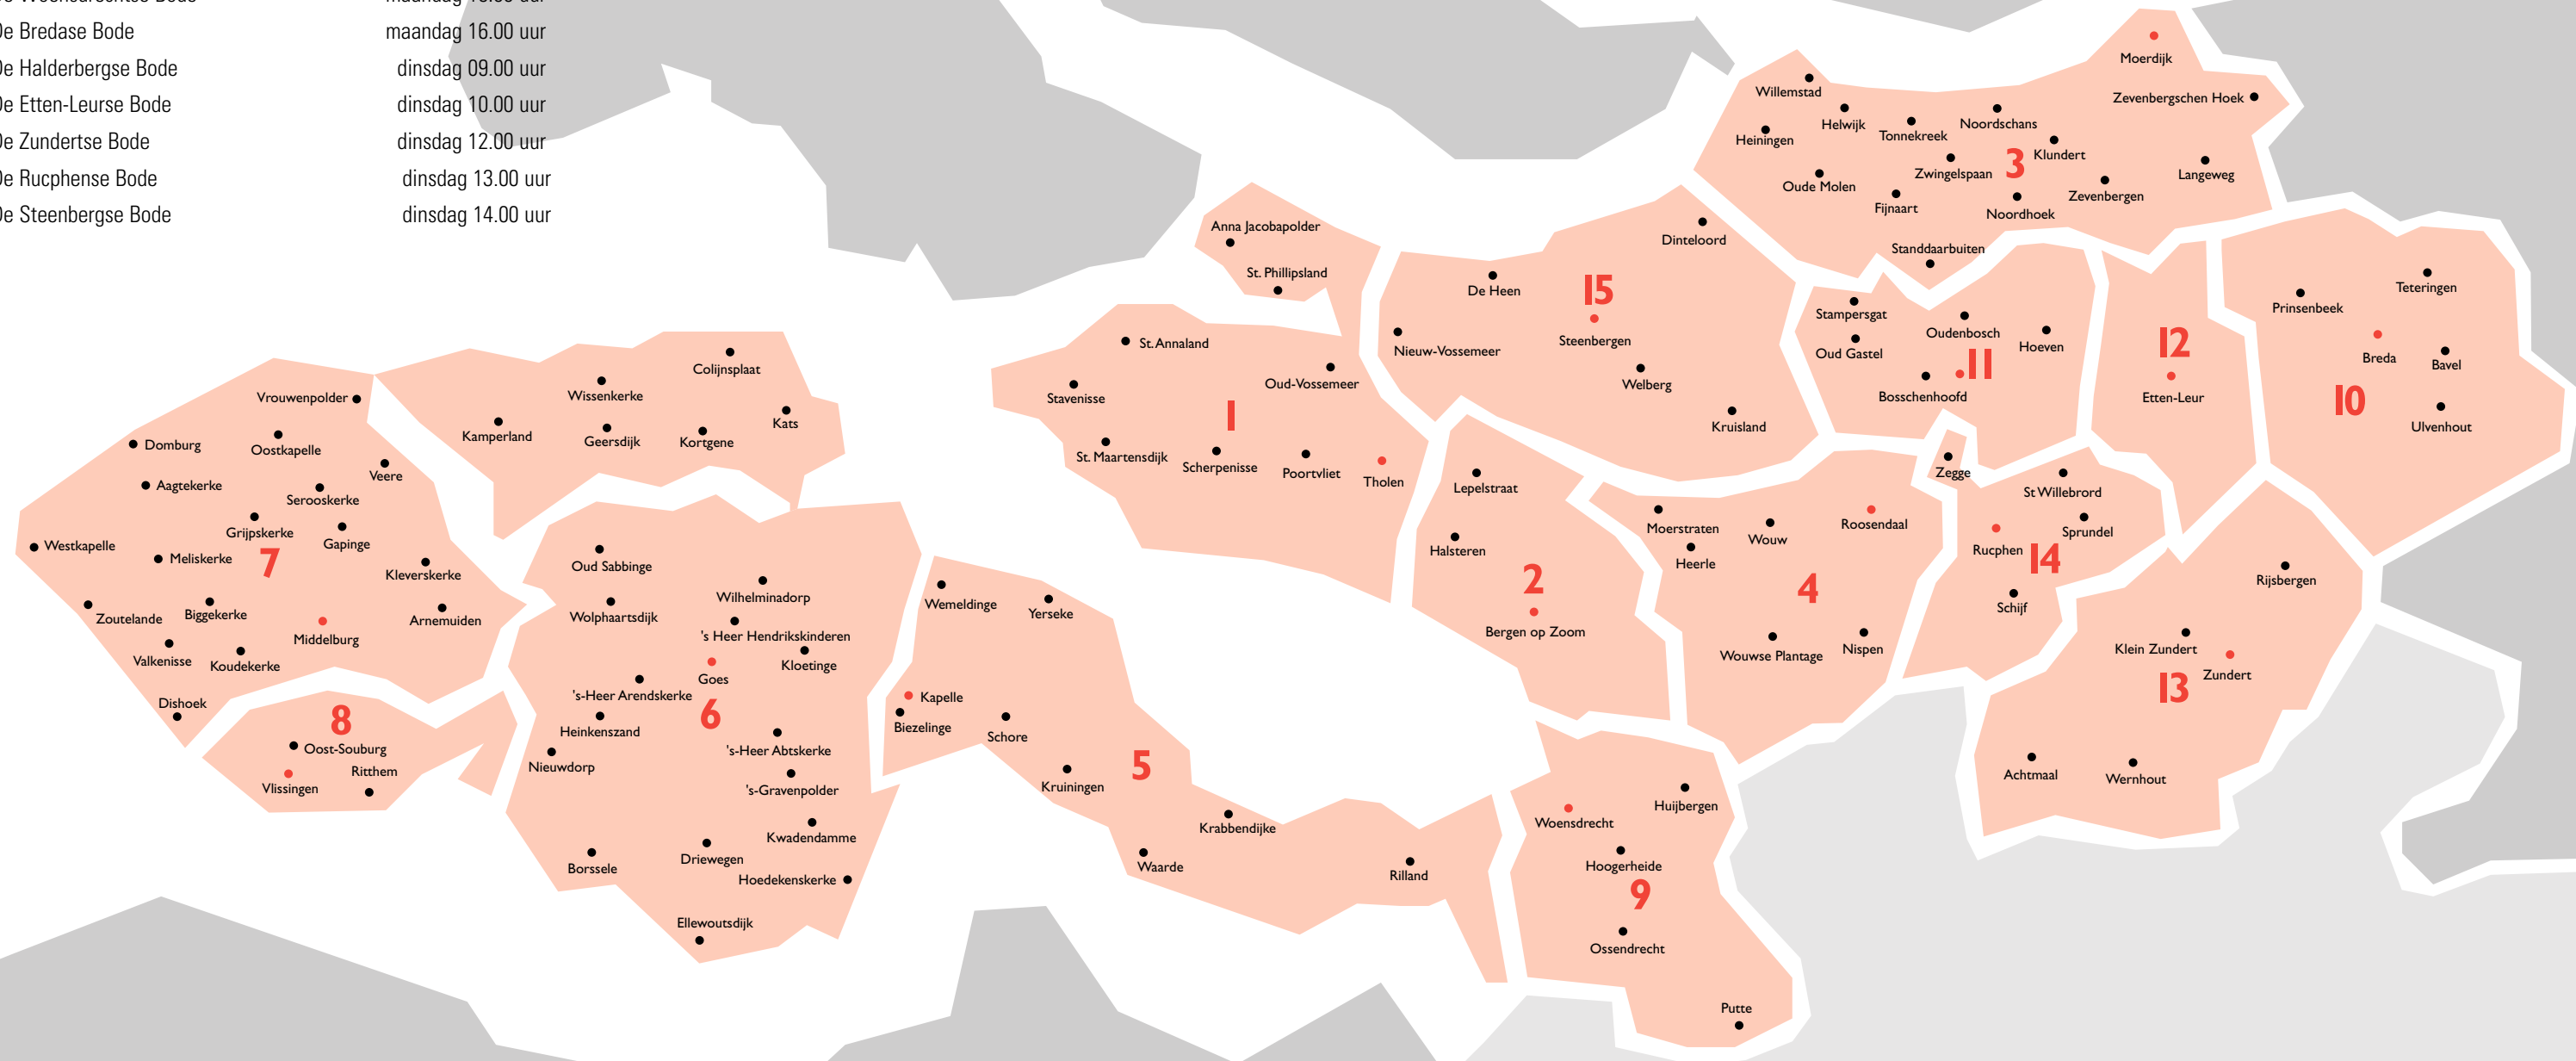 De Bredase Bode maandag 16.00 uur
De Halderbergse Bode dinsdag 09.00 uur
De Etten-Leurse Bode dinsdag 10.00 uur
De Zundertse Bode dinsdag 12.00 uur
De Rucphense Bode dinsdag 13.00 uur
De Steenbergse Bode dinsdag 14.00 uur
Moerdijk
Willemstad
Zevenbergschen Hoek
Helwijk
Noordschans
Tonnekreek
Heiningen
Klundert
3
Zwingelspaan
Langeweg
Oude Molen
Zevenbergen
Fijnaart
Noordhoek
Standdaarbuiten
Anna Jacobapolder
St. Phillipsland
Dinteloord
De Heen
15
Steenbergen
Nieuw-Vossemeer
Welberg
Kruisland
Stampersgat
Oudenbosch
Hoeven
Oud Gastel
11
Bosschenhoofd
12
Etten-Leur
Teteringen
Prinsenbeek
Breda
Bavel
10
Ulvenhout
St. Annaland
Oud-Vossemeer
Stavenisse
1
St. Maartensdijk
Scherpenisse
Poortvliet
Tholen
Colijnsplaat
Wissenkerke
Kats
Kamperland
Geersdijk
Kortgene
Vrouwenpolder
Domburg
Oostkapelle
Veere
Aagtekerke
Serooskerke
Grijpskerke
Gapinge
Westkapelle
Meliskerke
7
Kleverskerke
Zoutelande
Biggekerke
Arnemuiden
Middelburg
Valkenisse
Koudekerke
Dishoek
8
Oost-Souburg
Ritthem
Vlissingen
Oud Sabbinge
Wilhelminadorp
Wolphaartsdijk
's Heer Hendrikskinderen
Kloetinge
Goes
's-Heer Arendskerke
6
Heinkenszand
's-Heer Abtskerke
Nieuwdorp
's-Gravenpolder
Kwadendamme
Driewegen
Borssele
Hoedekenskerke
Ellewoutsdijk
Wemeldinge
Yerseke
Kapelle
Biezelinge
Schore
5
Kruiningen
Krabbendijke
Waarde
Rilland
Lepelstraat
Halsteren
2
Bergen op Zoom
Moerstraten
Wouw
Roosendaal
Heerle
4
Wouwse Plantage
Nispen
Zegge
St Willebrord
Sprundel
Rucphen
14
Schijf
Rijsbergen
Klein Zundert
Zundert
13
Achtmaal
Wernhout
Huijbergen
Woensdrecht
Hoogerheide
9
Ossendrecht
Putte